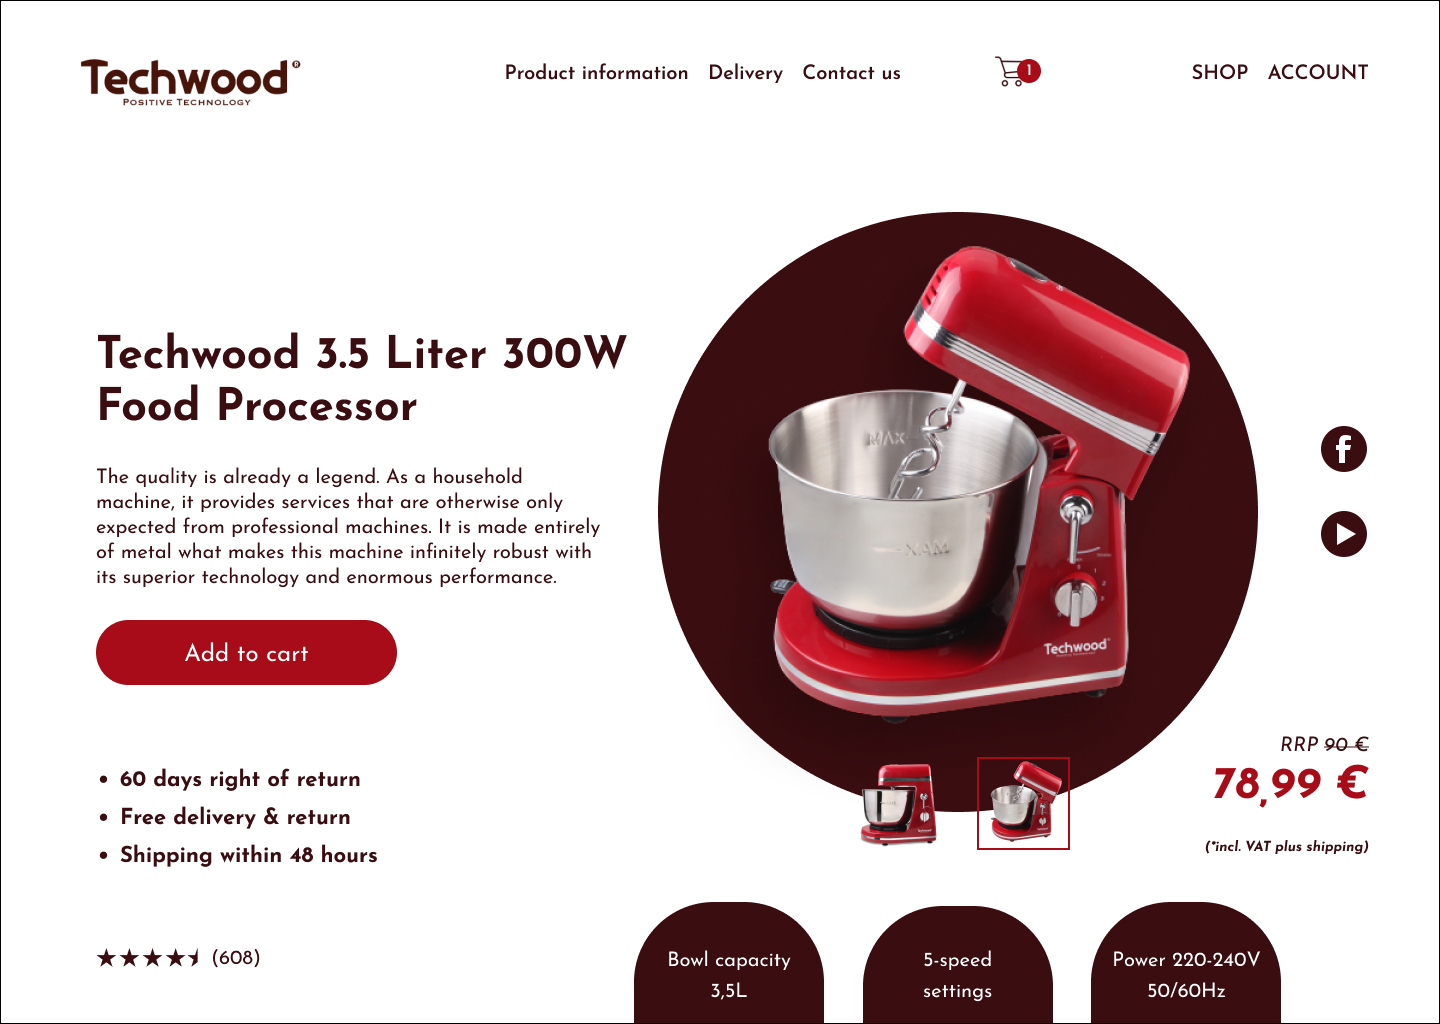 Techwood®
POSITIVE TECHNOLOGY
Product information Delivery Contact us
1
SHOP ACCOUNT
Techwood 3.5 Liter 300W
Food Processor
The quality is already a legend. As a household
machine, it provides services that are otherwise only
expected from professional machines. It is made entirely
of metal what makes this machine infinitely robust with
its superior technology and enormous performance.
Add to cart
60 days right of return
Free delivery & return
Shipping within 48 hours
(608)
MAX
MAX
Techwood
RRP 90 €
78,99 €
(*incl. VAT plus shipping)
Bowl capacity
3,5L
5-speed
settings
Power 220-240V
50/60Hz